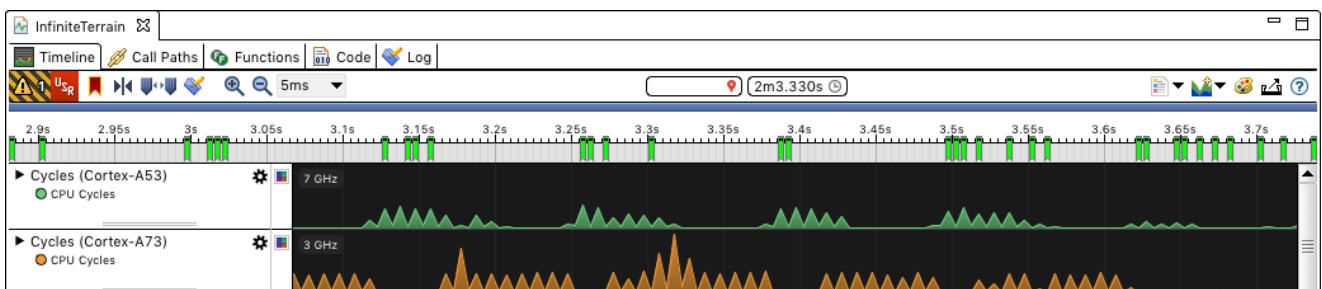 InfiniteTerrain
Timeline Call Paths Functions Code Log
1 USR 5ms 2m3.330s
2.9s 2.95s 3s 3.05s 3.1s 3.15s 3.2s 3.25s 3.3s 3.35s 3.4s 3.45s 3.5s 3.55s 3.6s 3.65s 3.7s
Cycles (Cortex-A53) 7 GHz
CPU Cycles
Cycles (Cortex-A73) 3 GHz
CPU Cycles